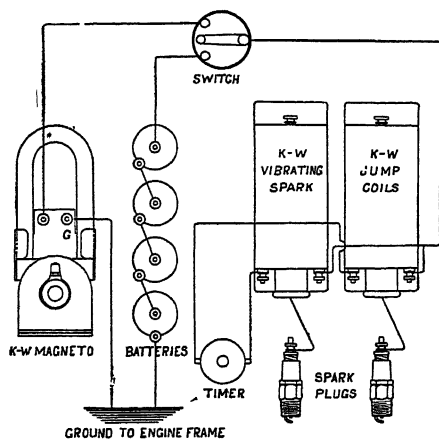 SWITCH
K-W
VIBRATING
SPARK
K-W
JUMP
COILS
G
K-W MAGNETO
BATTERIES
TIMER
SPARK
PLUGS
GROUND TO ENGINE FRAME